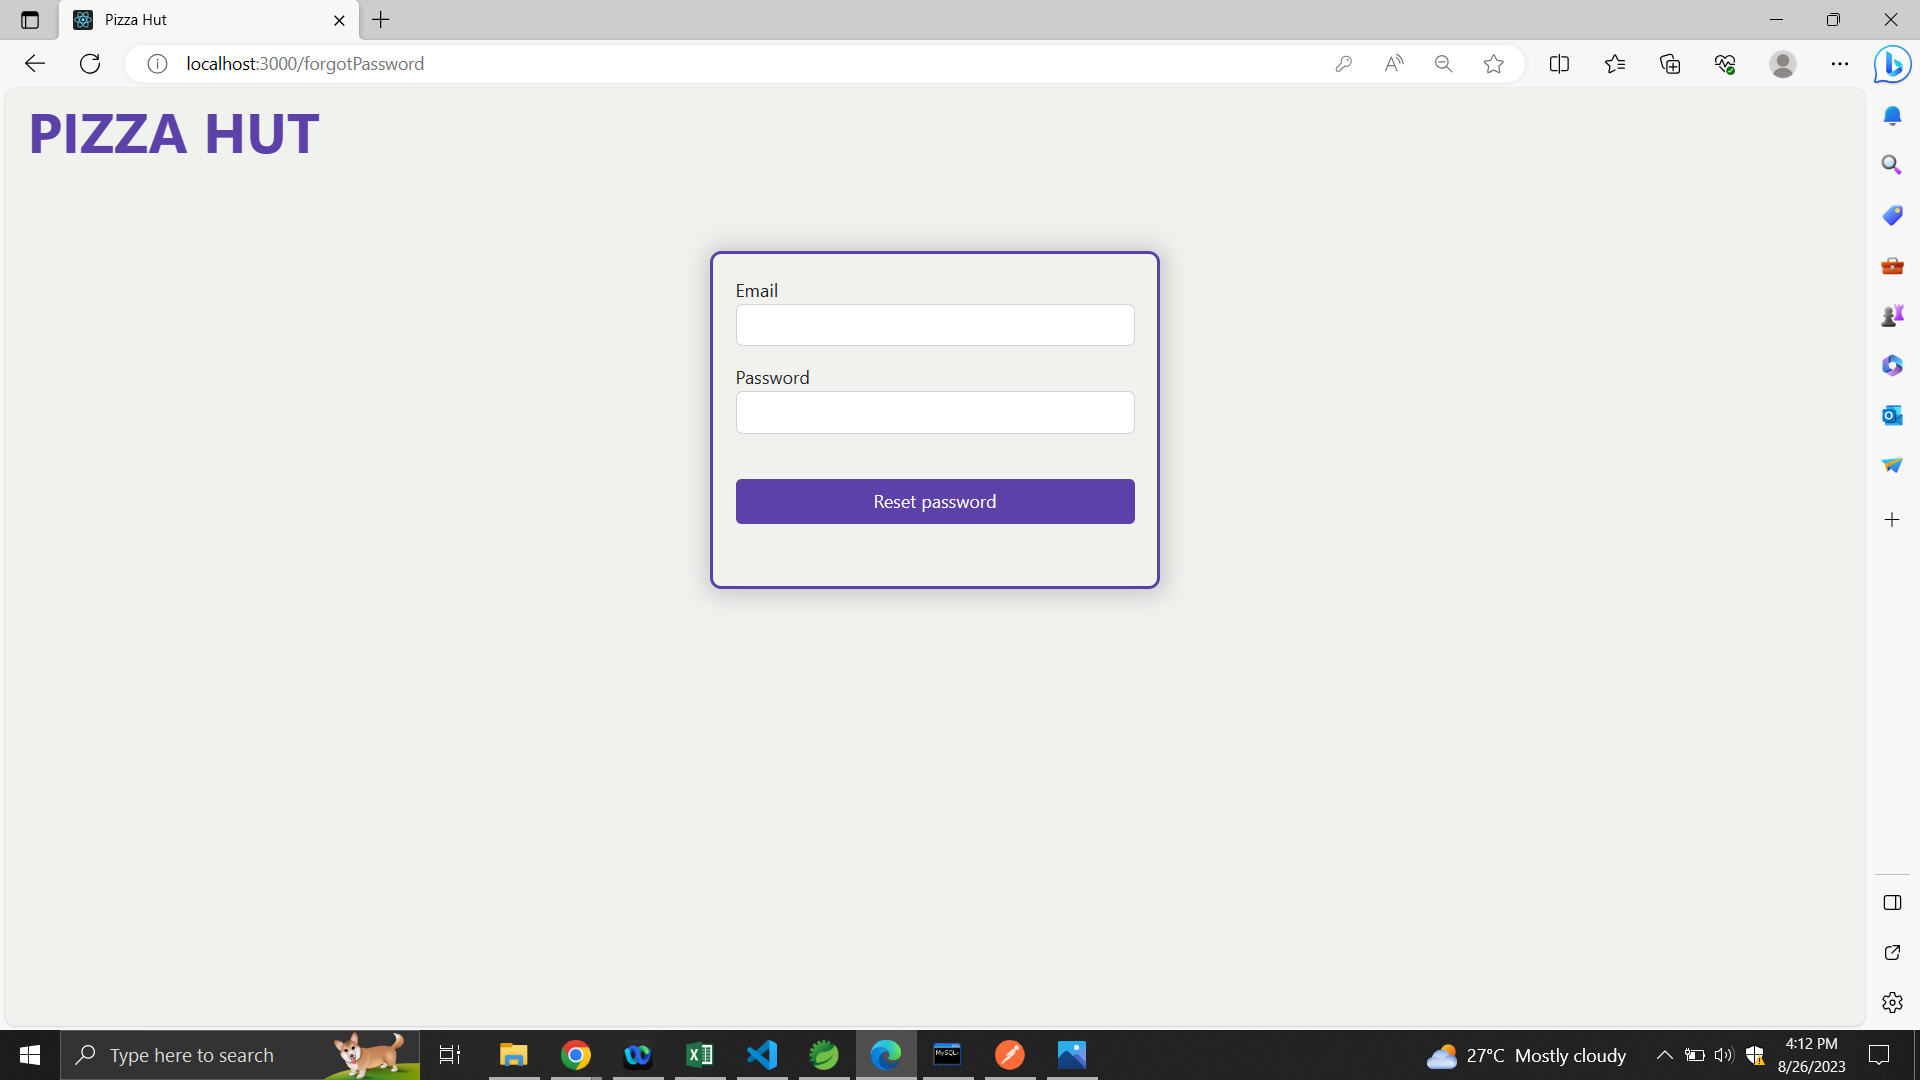 Pizza Hut
localhost:3000/forgotPassword
PIZZA HUT
Email
Password
Reset password
Type here to search
MySQL
27°C Mostly cloudy
4:12 PM
8/26/2023